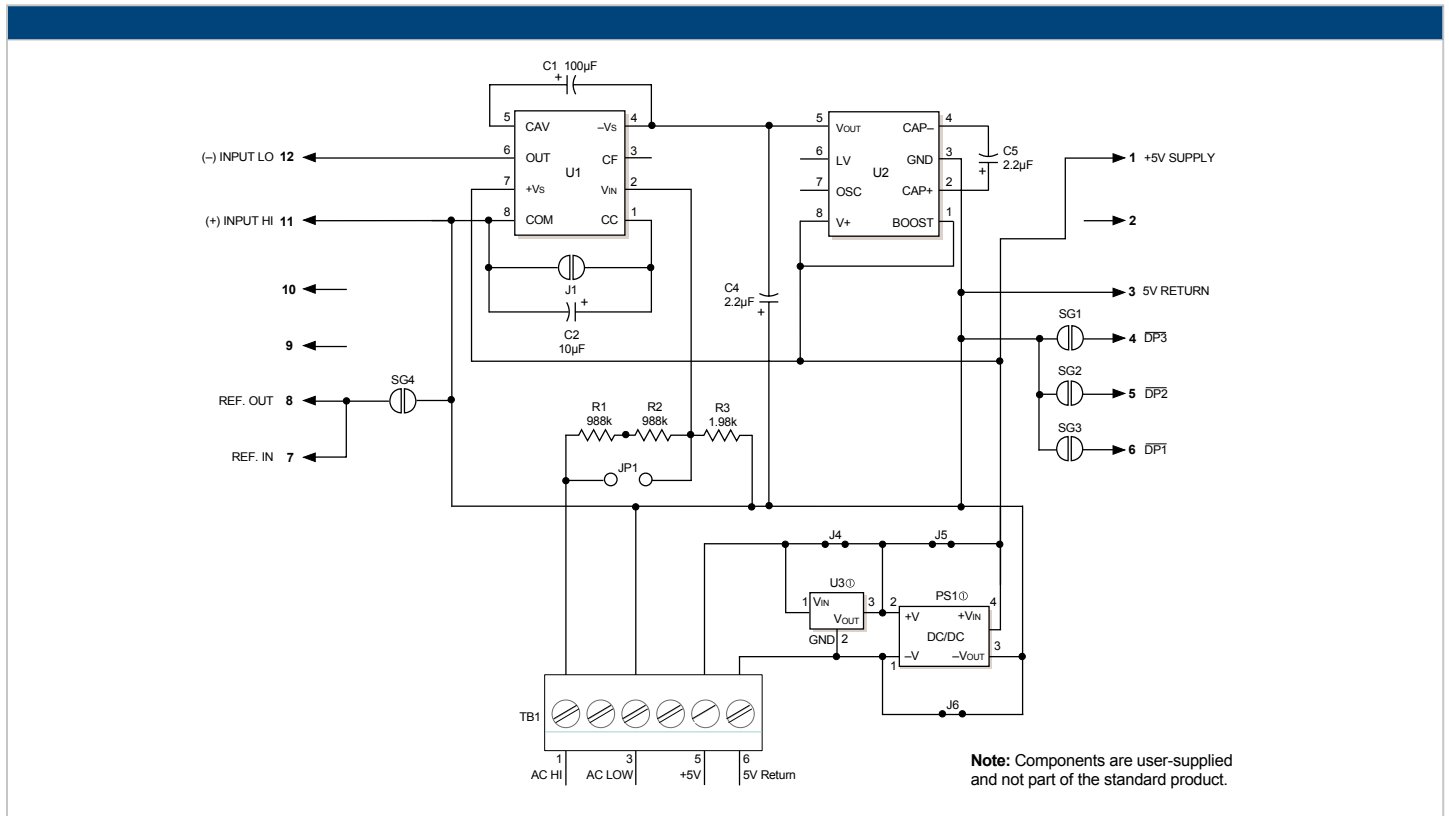 C1 100µF
+
5 CAV –VS 4
6 OUT CF 3
U1
7 +VS VIN 2
8 COM CC 1
5 VOUT CAP– 4
6 LV GND 3
U2
7 OSC CAP+ 2
8 V+ BOOST 1
C5
2.2µF
+
(–) INPUT LO 12
(+) INPUT HI 11
10
9
REF. OUT 8
REF. IN 7
SG4
J1
+
C2
10µF
C4
2.2µF
+
1 +5V SUPPLY
2
3 5V RETURN
SG1
4 DP3
SG2
5 DP2
SG3
6 DP1
R1
988k
R2
988k
R3
1.98k
JP1
J4
J5
U3①
1 VIN
VOUT 3
GND 2
PS1①
2 +V +VIN 4
DC/DC
1 –V –VOUT 3
J6
TB1
1 3 5 6
AC HI AC LOW +5V 5V Return
Note: Components are user-supplied
and not part of the standard product.